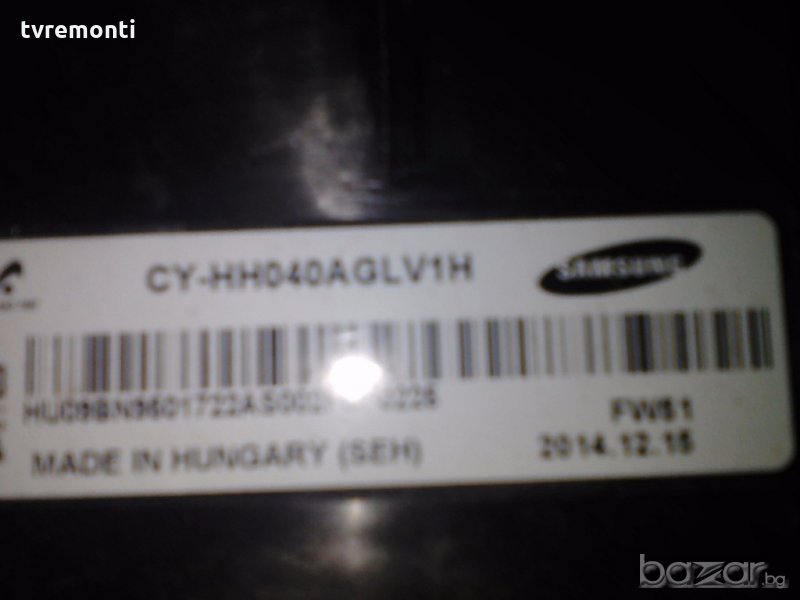 tvremonti
CY-HH040AGLV1H
SAMSUNG
FW51
MADE IN HUNGARY (SEH)
2014.12.15
bazar.bg